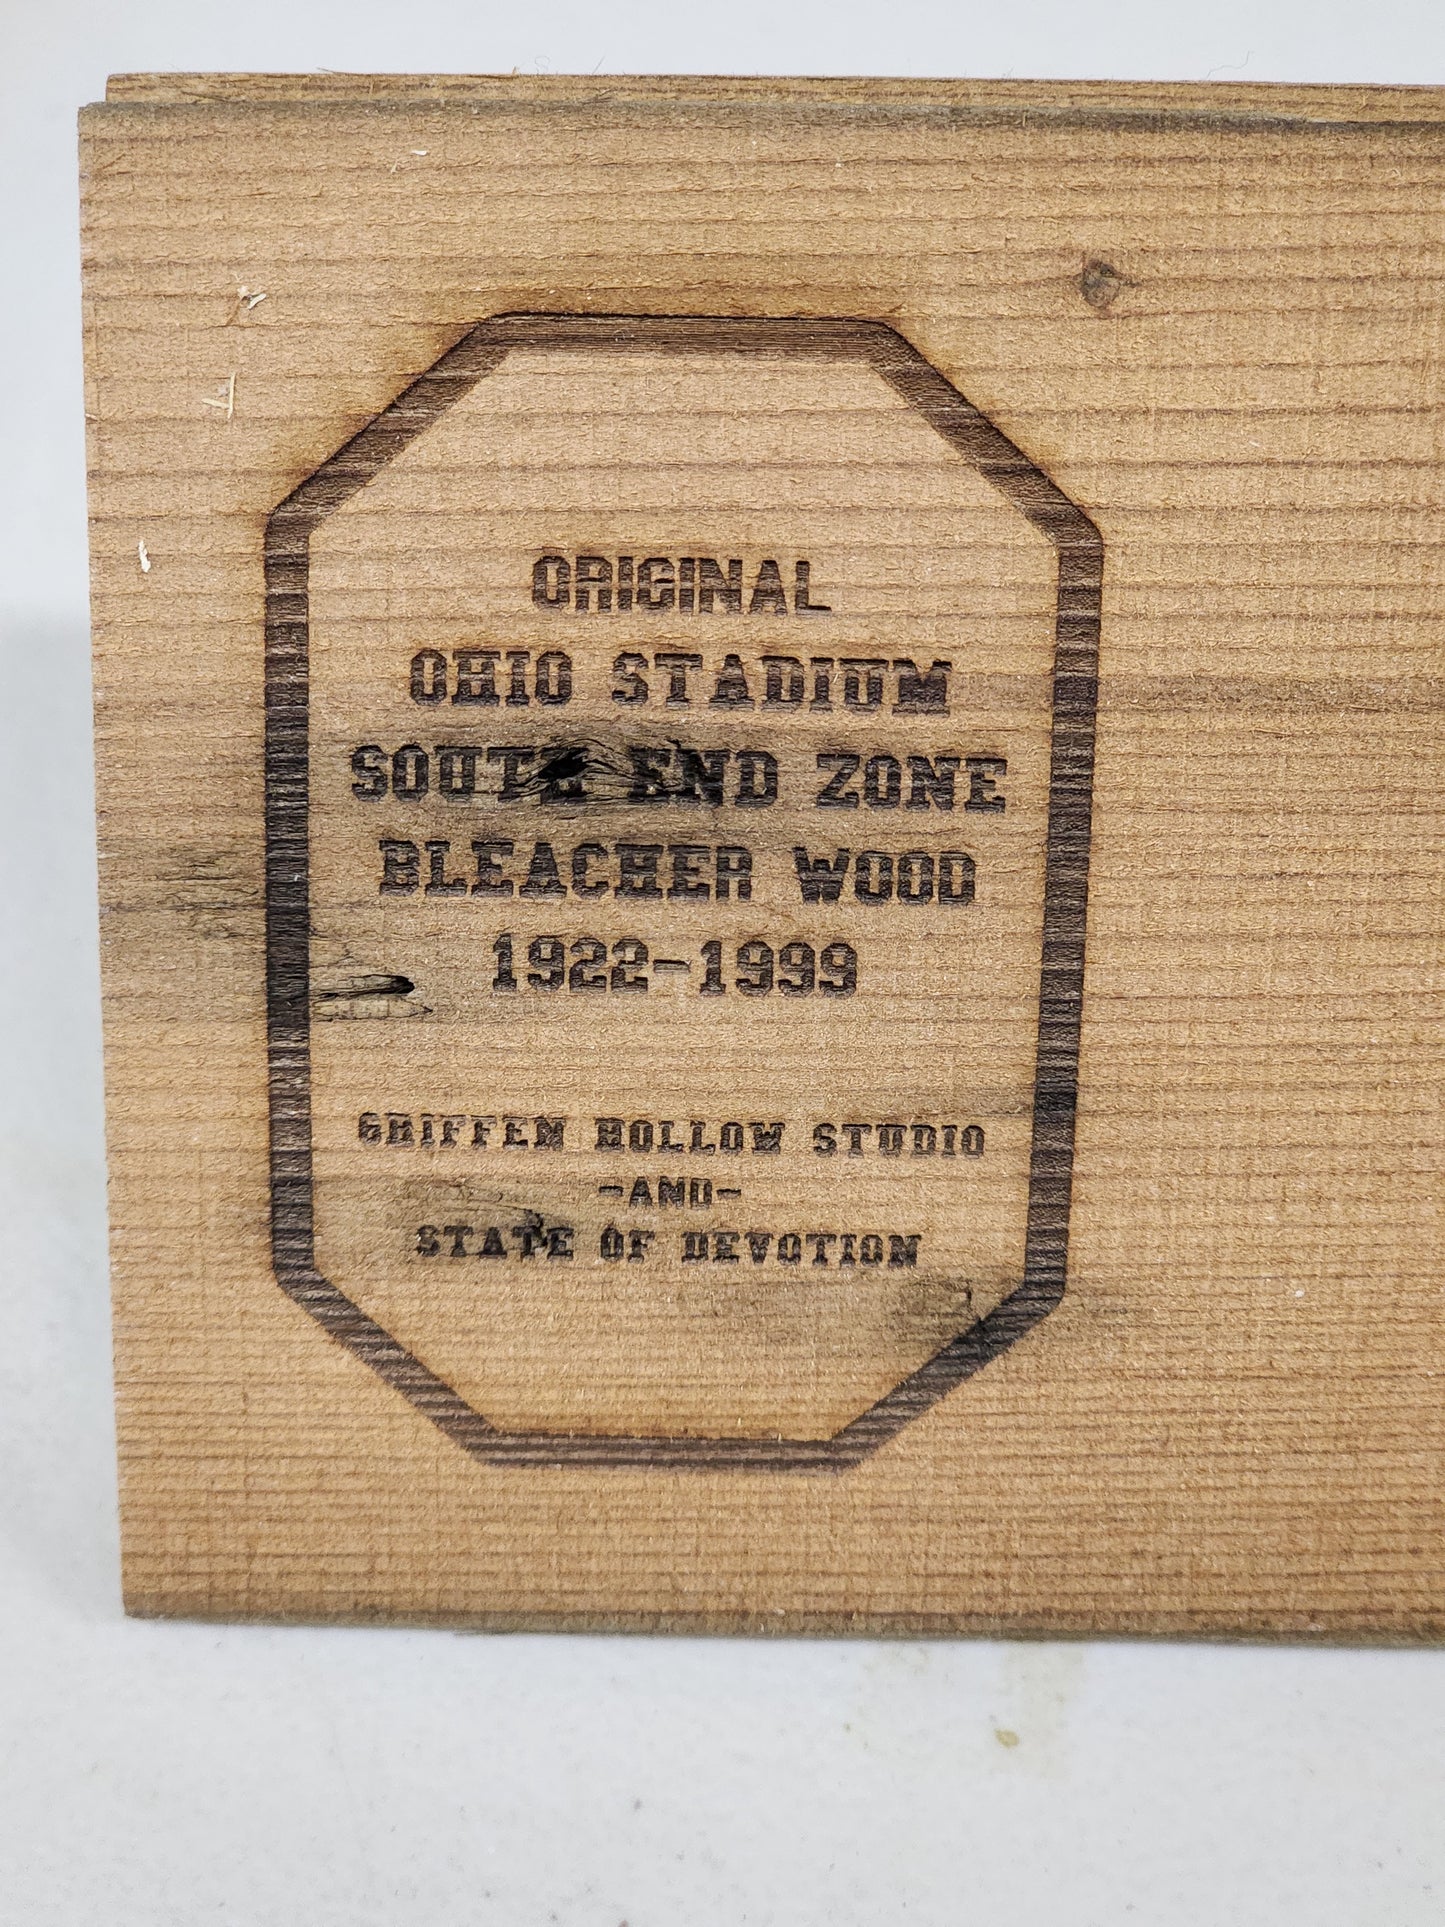 ORIGINAL
OHIO STADIUM
SOUTH END ZONE
BLEACHER WOOD
1922-1999
GRIFFEN HOLLOW STUDIO
-AND-
STATE OF DEVOTION